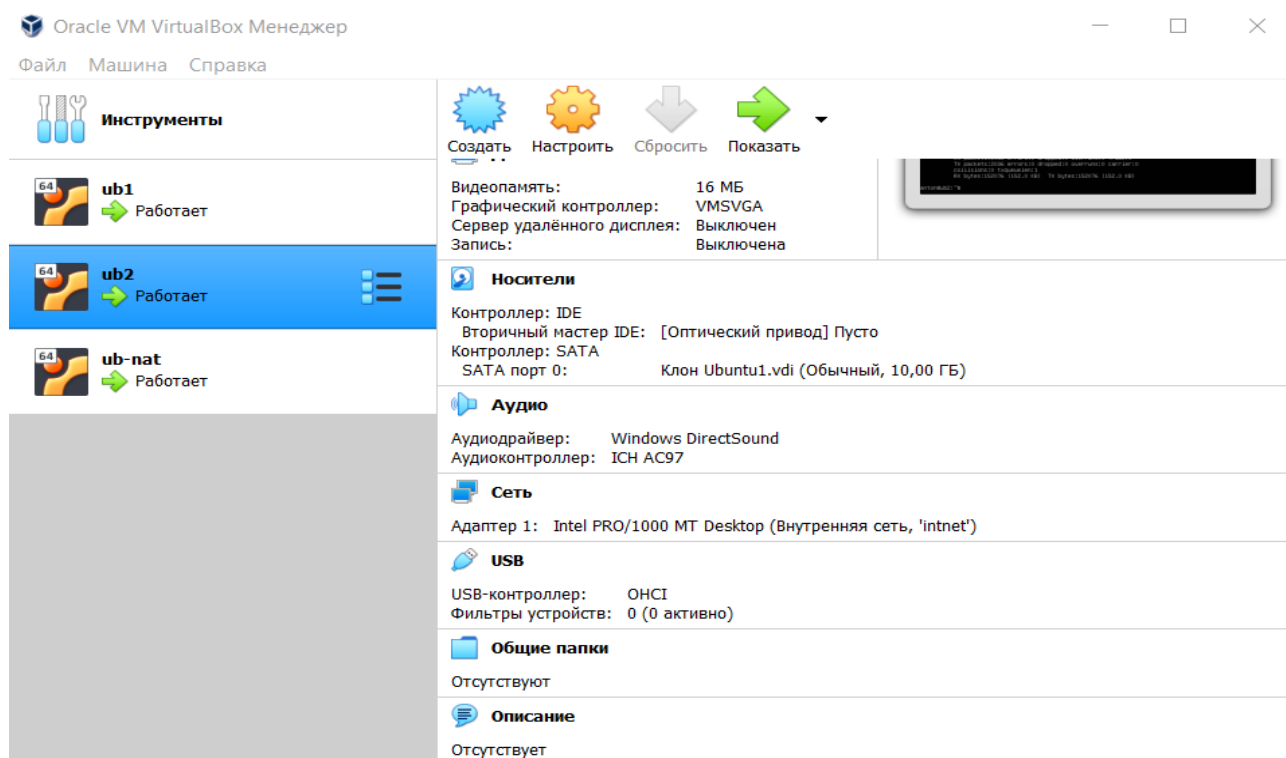 Oracle VM VirtualBox Менеджер
Файл Машина Справка
Инструменты
Создать Настроить Сбросить Показать
64
ub1
Работает
64
ub2
Работает
64
ub-nat
Работает
Видеопамять: 16 МБ
Графический контроллер: VMSVGA
Сервер удалённого дисплея: Выключен
Запись: Выключена
Носители
Контроллер: IDE
Вторичный мастер IDE: [Оптический привод] Пусто
Контроллер: SATA
SATA порт 0: Клон Ubuntu1.vdi (Обычный, 10,00 ГБ)
Аудио
Аудиодрайвер: Windows DirectSound
Аудиоконтроллер: ICH AC97
Сеть
Адаптер 1: Intel PRO/1000 MT Desktop (Внутренняя сеть, 'intnet')
USB
USB-контроллер: OHCI
Фильтры устройств: 0 (0 активно)
Общие папки
Отсутствуют
Описание
Отсутствует